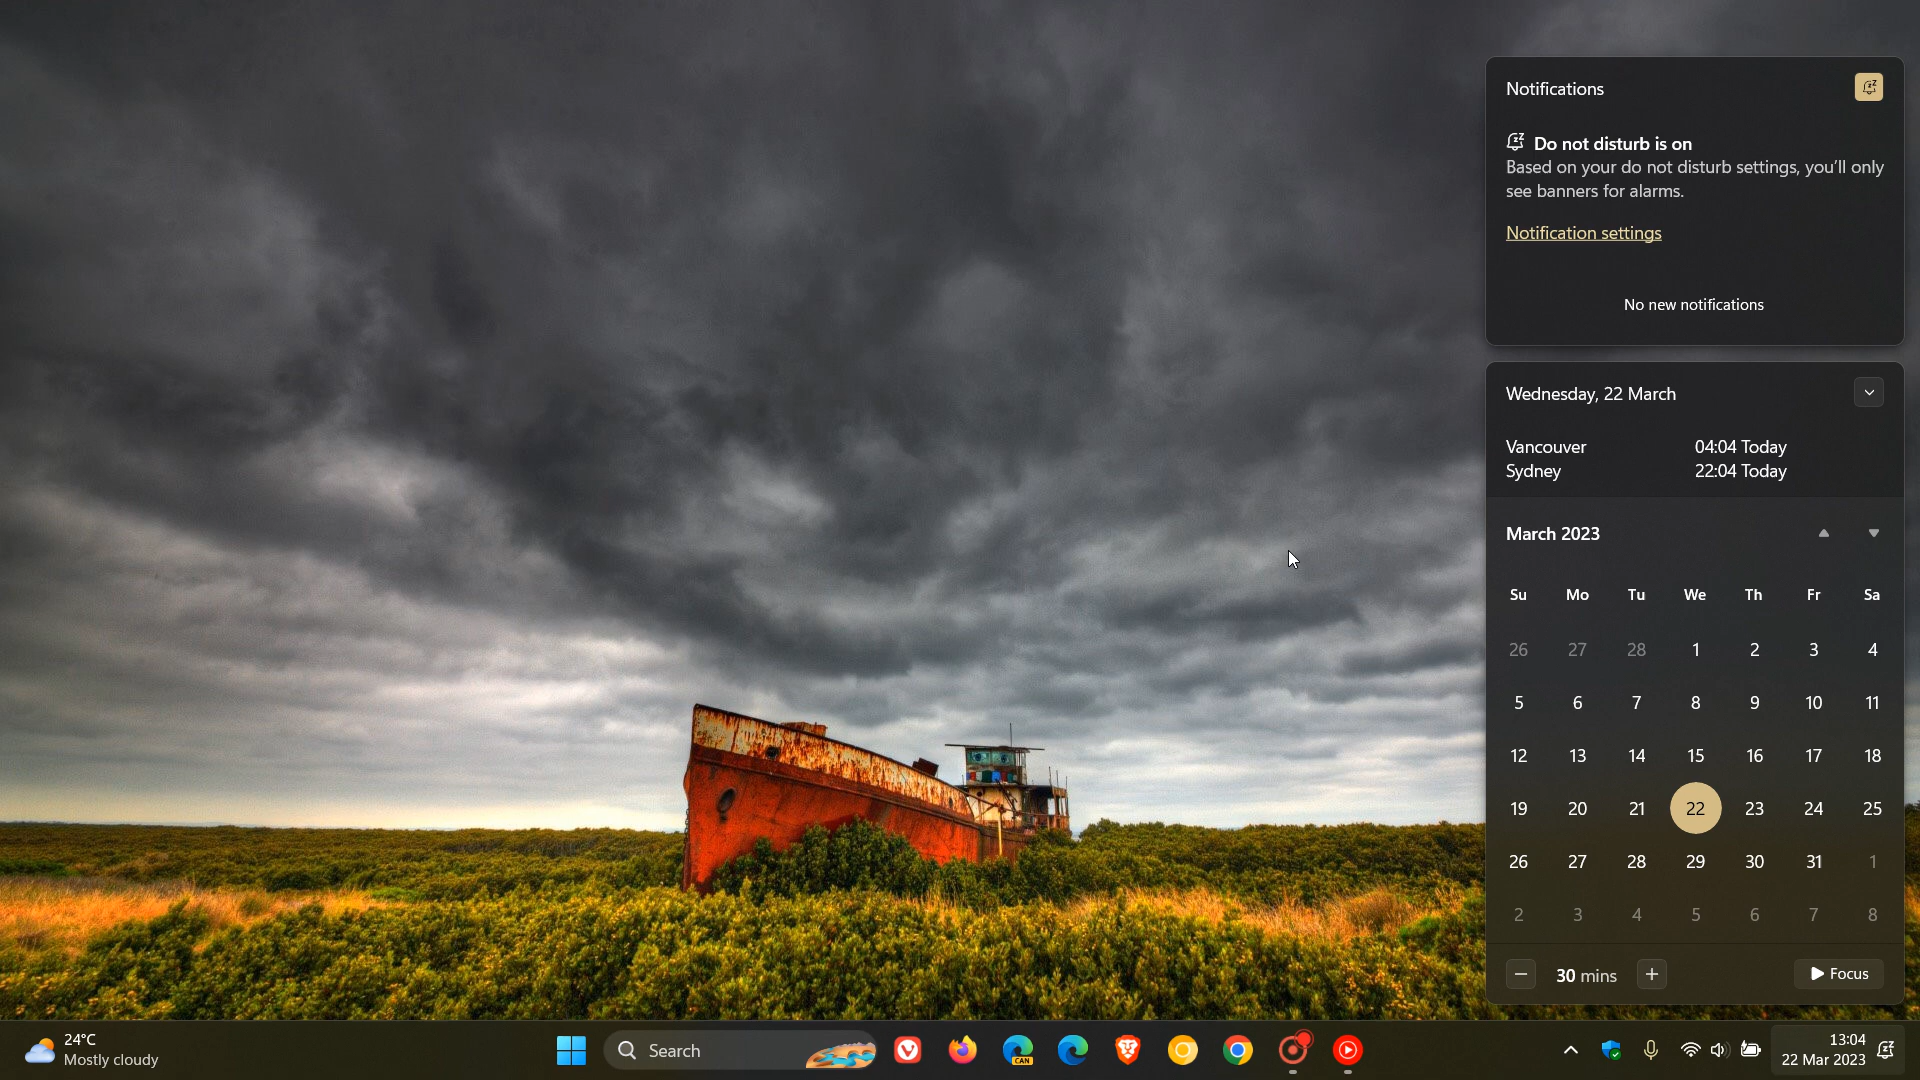 Notifications
Do not disturb is on
Based on your do not disturb settings, you'll only
see banners for alarms.
Notification settings
No new notifications
Wednesday, 22 March
Vancouver 04:04 Today
Sydney 22:04 Today
March 2023
Su Mo Tu We Th Fr Sa
26 27 28 1 2 3 4
5 6 7 8 9 10 11
12 13 14 15 16 17 18
19 20 21 22 23 24 25
26 27 28 29 30 31 1
2 3 4 5 6 7 8
30 mins
Focus
24°C
Mostly cloudy
Search
CAN
13:04
22 Mar 2023